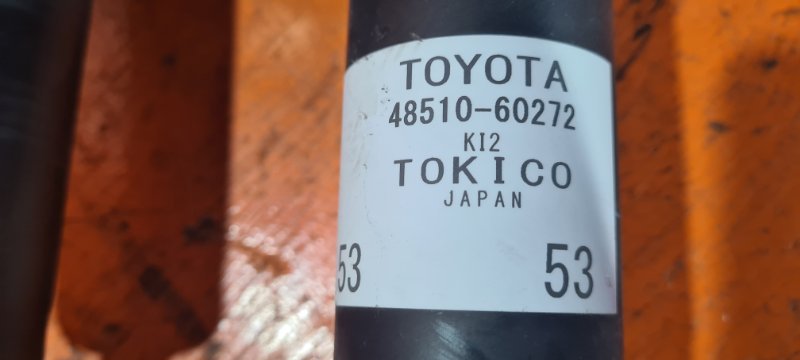 TOYOTA
48510-60272
KI2
TOKICO
JAPAN
53 53